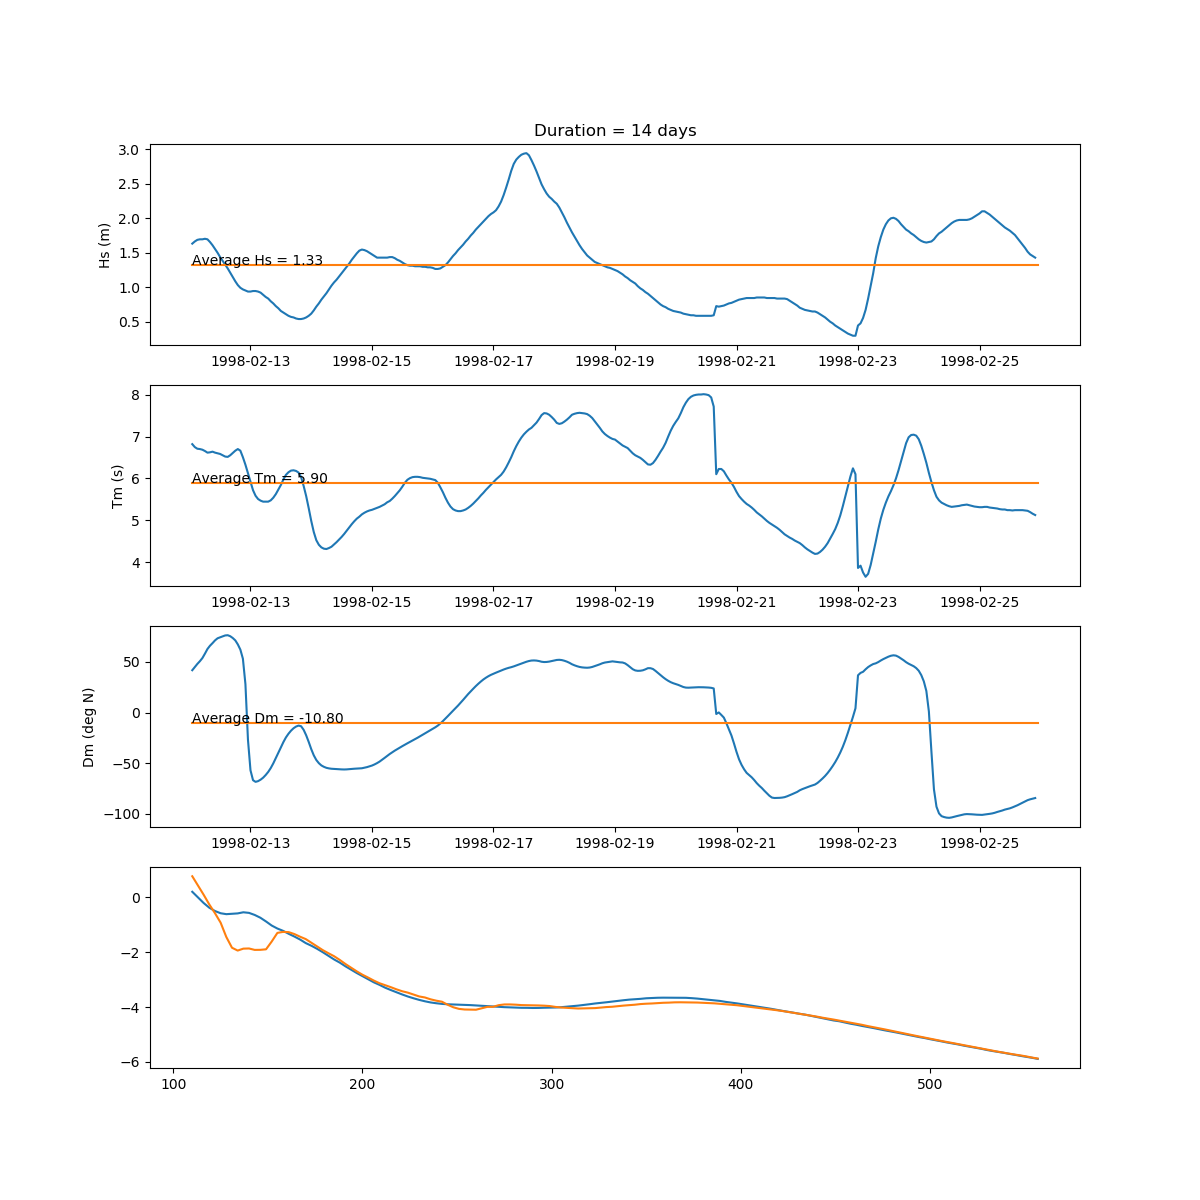 Duration = 14 days
3.0
2.5
2.0
1.5
1.0
0.5
Hs (m)
Average Hs = 1.33
1998-02-13 1998-02-15 1998-02-17 1998-02-19 1998-02-21 1998-02-23 1998-02-25
8
7
6
5
4
Tm (s)
Average Tm = 5.90
1998-02-13 1998-02-15 1998-02-17 1998-02-19 1998-02-21 1998-02-23 1998-02-25
50
0
−50
−100
Dm (deg N)
Average Dm = -10.80
1998-02-13 1998-02-15 1998-02-17 1998-02-19 1998-02-21 1998-02-23 1998-02-25
0
−2
−4
−6
100 200 300 400 500